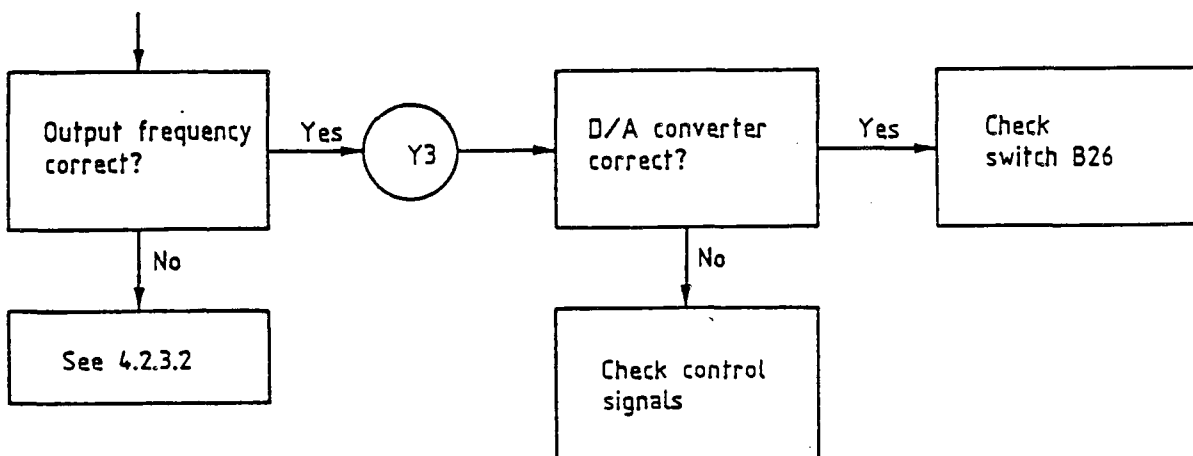 Output frequency
correct?
Yes
Y3
D/A converter
correct?
Yes
Check
switch B26
No
See 4.2.3.2
No
Check control
signals